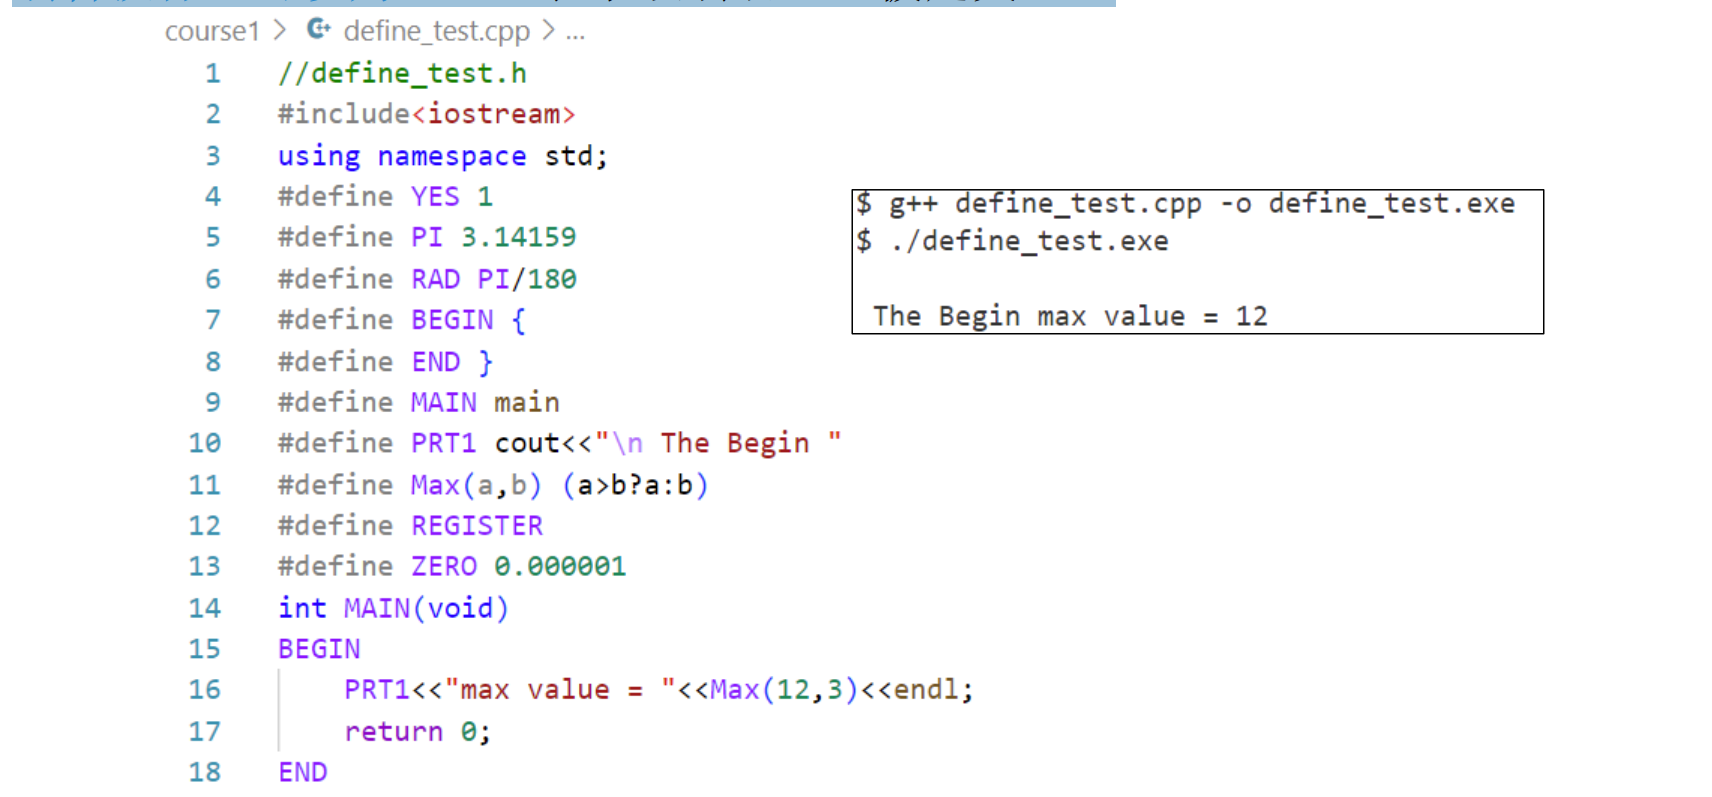 course1 > define_test.cpp > ...
1 //define_test.h
2 #include<iostream>
3 using namespace std;
4 #define YES 1
5 #define PI 3.14159
6 #define RAD PI/180
7 #define BEGIN {
8 #define END }
9 #define MAIN main
10 #define PRT1 cout<<"\n The Begin "
11 #define Max(a,b) (a>b?a:b)
12 #define REGISTER
13 #define ZERO 0.000001
14 int MAIN(void)
15 BEGIN
16 PRT1<<"max value = "<<Max(12,3)<<endl;
17 return 0;
18 END
$ g++ define_test.cpp -o define_test.exe
$ ./define_test.exe
The Begin max value = 12